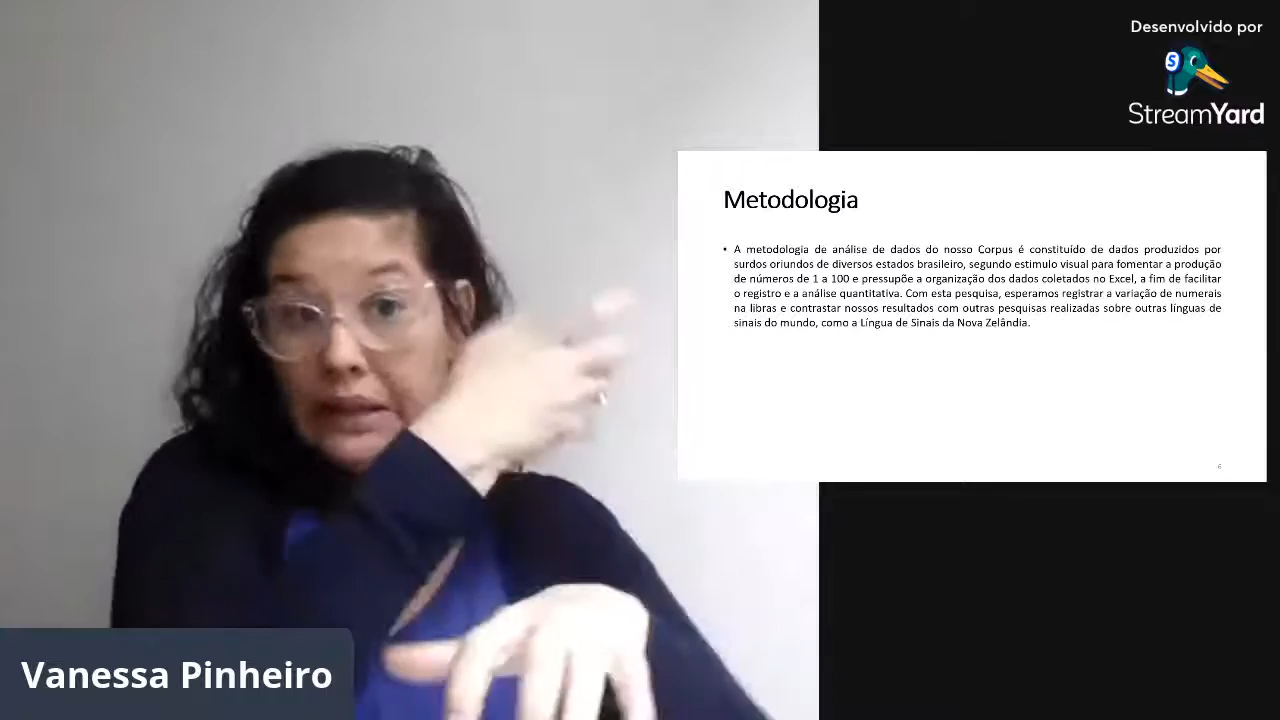 Desenvolvido por
StreamYard
Metodologia
• A metodologia de análise de dados do nosso Corpus é constituído de dados produzidos por
surdos oriundos de diversos estados brasileiro, segundo estimulo visual para fomentar a produção
de números de 1 a 100 e pressupõe a organização dos dados coletados no Excel, a fim de facilitar
o registro e a análise quantitativa. Com esta pesquisa, esperamos registrar a variação de numerais
na libras e contrastar nossos resultados com outras pesquisas realizadas sobre outras línguas de
sinais do mundo, como a Língua de Sinais da Nova Zelândia.
6
Vanessa Pinheiro